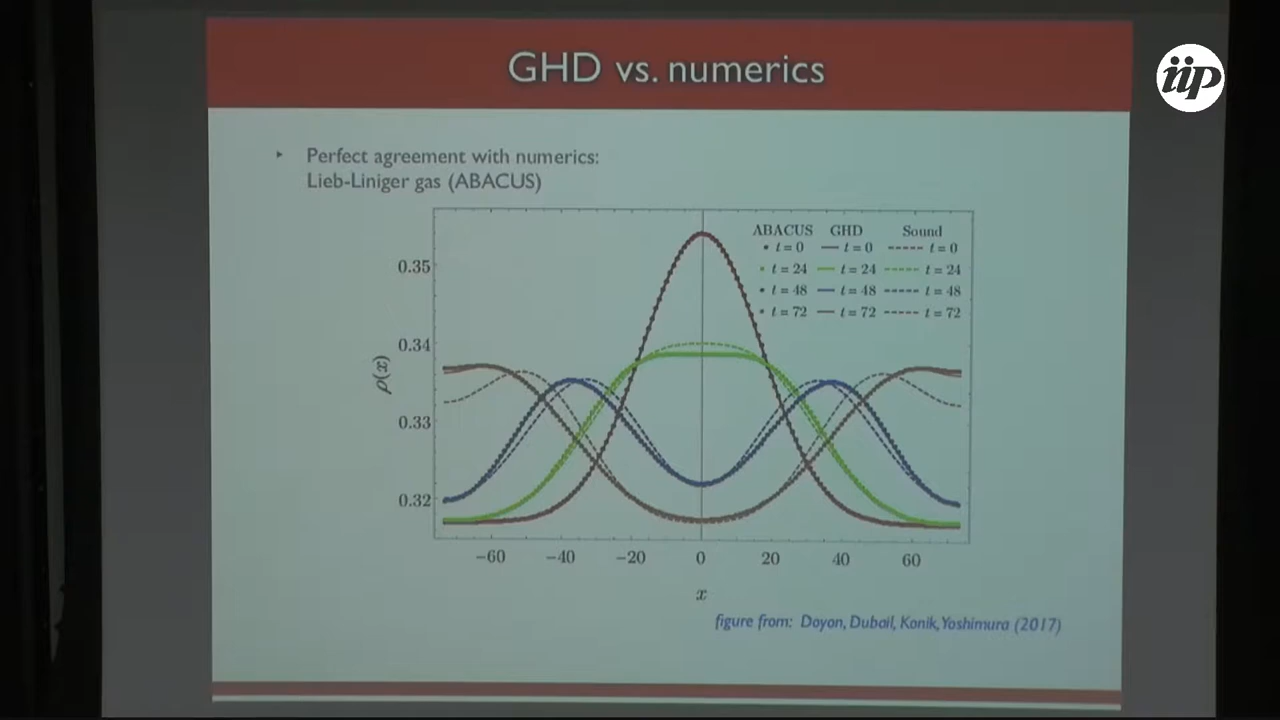 GHD vs. numerics
iip
‣ Perfect agreement with numerics:
Lieb-Liniger gas (ABACUS)
ABACUS GHD Sound
t = 0 t = 0 t = 0
t = 24 t = 24 t = 24
t = 48 t = 48 t = 48
t = 72 t = 72 t = 72
0.35
0.34
0.33
0.32
ρ(x)
−60 −40 −20 0 20 40 60
x
figure from: Doyon, Dubail, Konik, Yoshimura (2017)